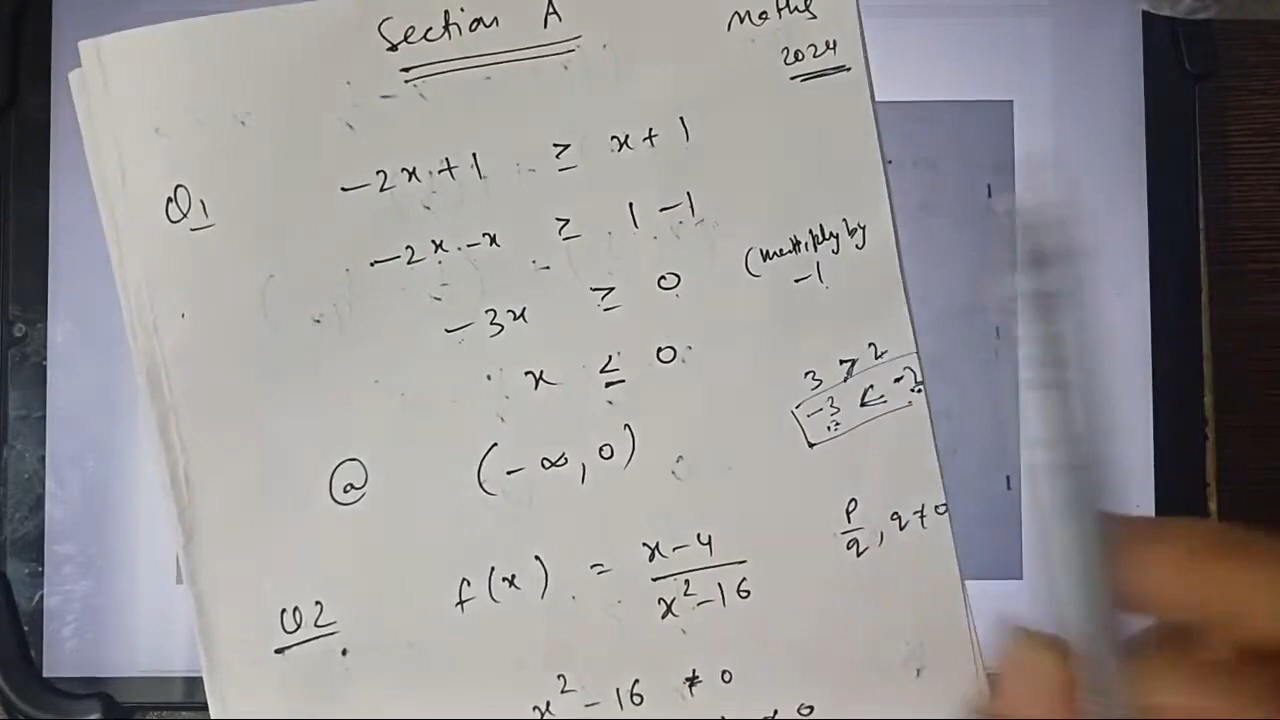 Section A
Maths
2024
Q1
-2x+1 ≥ x+1
-2x-x ≥ 1-1
-3x ≥ 0 (multiply by
-1
x ≤ 0
3 > 2
-3 < -2
(a) (-∞, 0)
p/q, q≠0
Q2 f(x) = x-4/x²-16
x²-16 ≠ 0
≠ 0